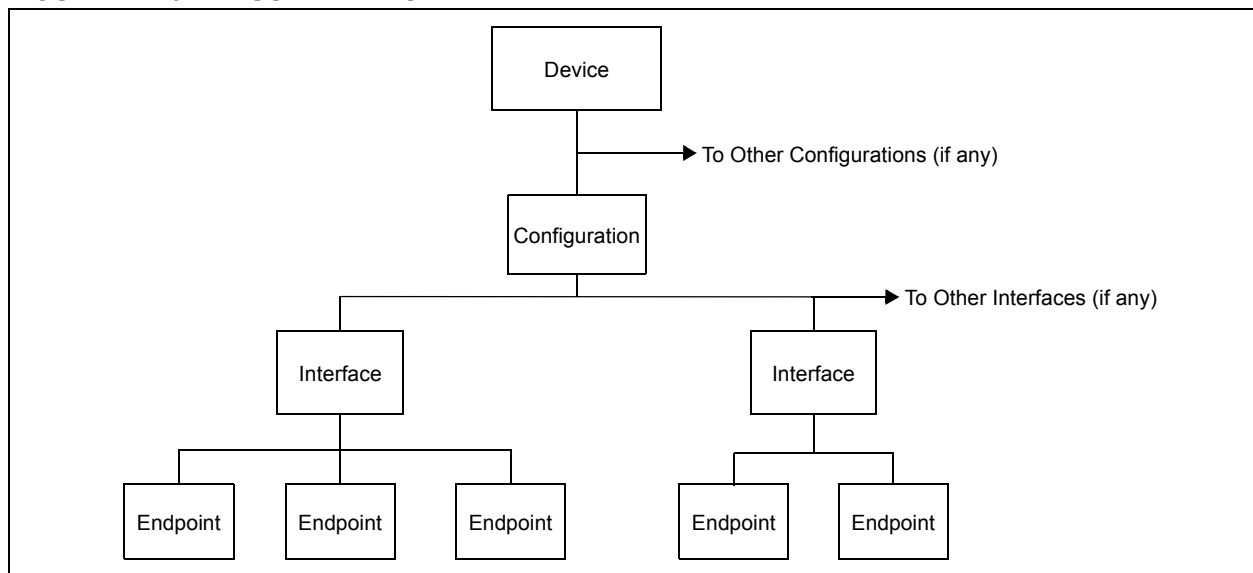 Device
To Other Configurations (if any)
Configuration
To Other Interfaces (if any)
Interface
Interface
Endpoint
Endpoint
Endpoint
Endpoint
Endpoint